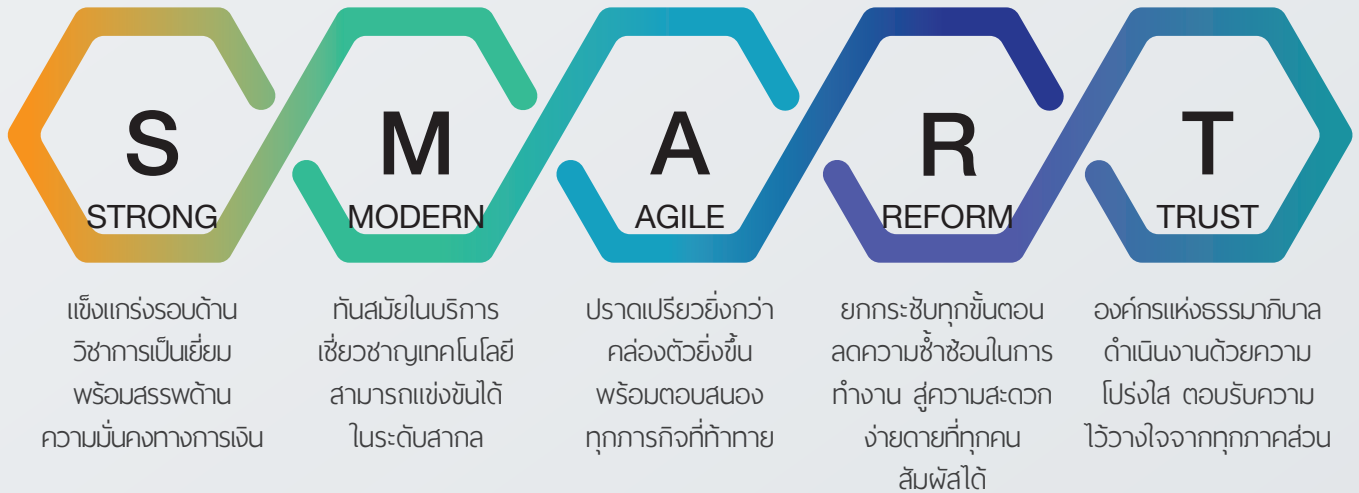 S
STRONG
แข็งแกร่งรอบด้าน
วิชาการเป็นเยี่ยม
พร้อมสรรพด้าน
ความมั่นคงทางการเงิน
M
MODERN
ทันสมัยในบริการ
เชี่ยวชาญเทคโนโลยี
สามารถแข่งขันได้
ในระดับสากล
A
AGILE
ปราดเปรียวยิ่งกว่า
คล่องตัวยิ่งขึ้น
พร้อมตอบสนอง
ทุกภารกิจที่ท้าทาย
R
REFORM
ยกกระชับทุกขั้นตอน
ลดความซ้ำซ้อนในการ
ทำงาน สู่ความสะดวก
ง่ายดายที่ทุกคน
สัมผัสได้
T
TRUST
องค์กรแห่งธรรมาภิบาล
ดำเนินงานด้วยความ
โปร่งใส ตอบรับความ
ไว้วางใจจากทุกภาคส่วน